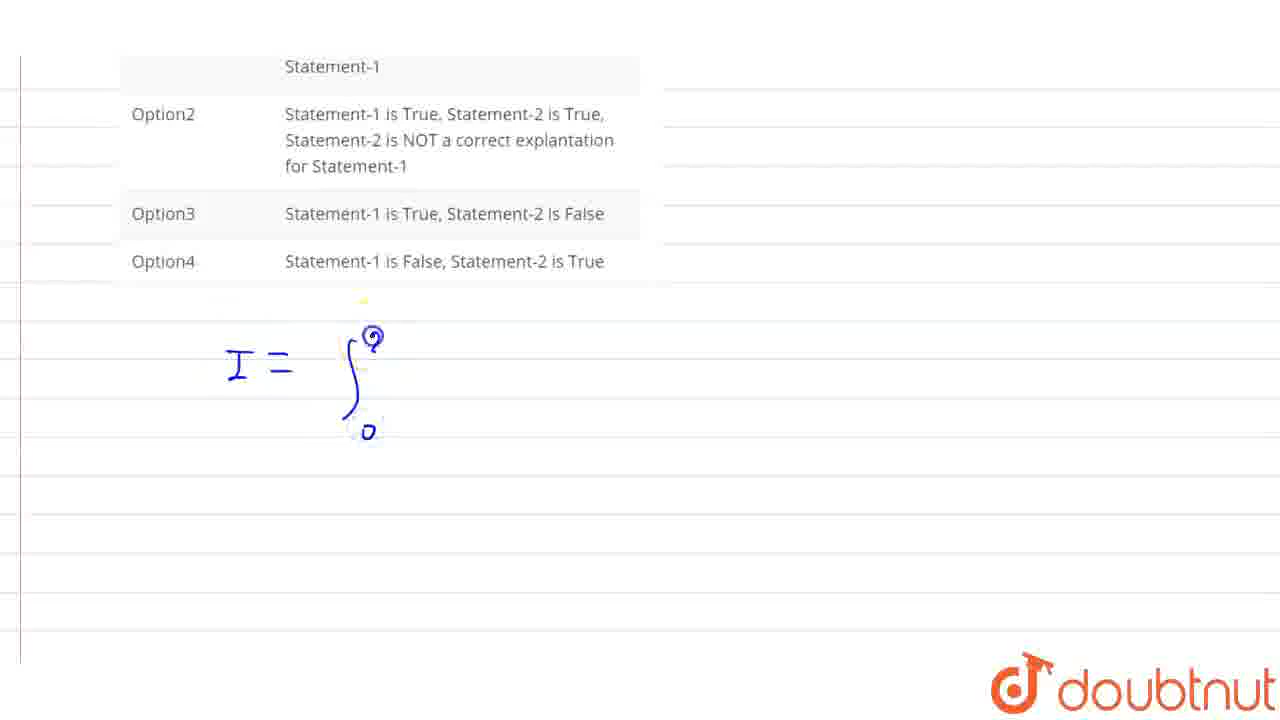 Statement-1
Option2 Statement-1 is True, Statement-2 is True,
Statement-2 is NOT a correct explantation
for Statement-1
Option3 Statement-1 is True, Statement-2 is False
Option4 Statement-1 is False, Statement-2 is True
I = ∫
0
doubtnut